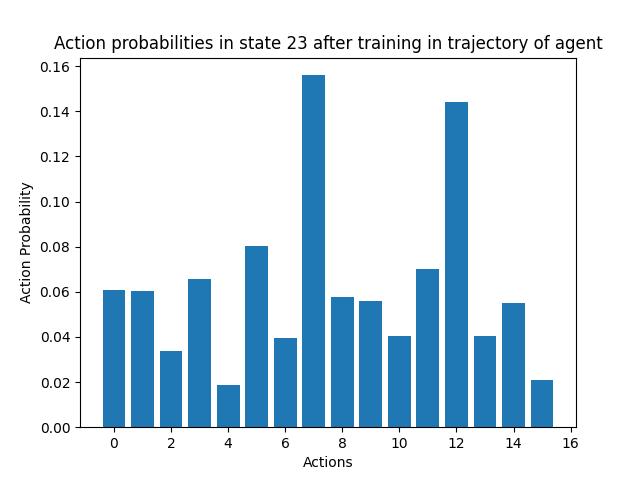 Action probabilities in state 23 after training in trajectory of agent
0.16
0.14
0.12
0.10
0.08
0.06
0.04
0.02
0.00
Action Probability
0 2 4 6 8 10 12 14 16
Actions